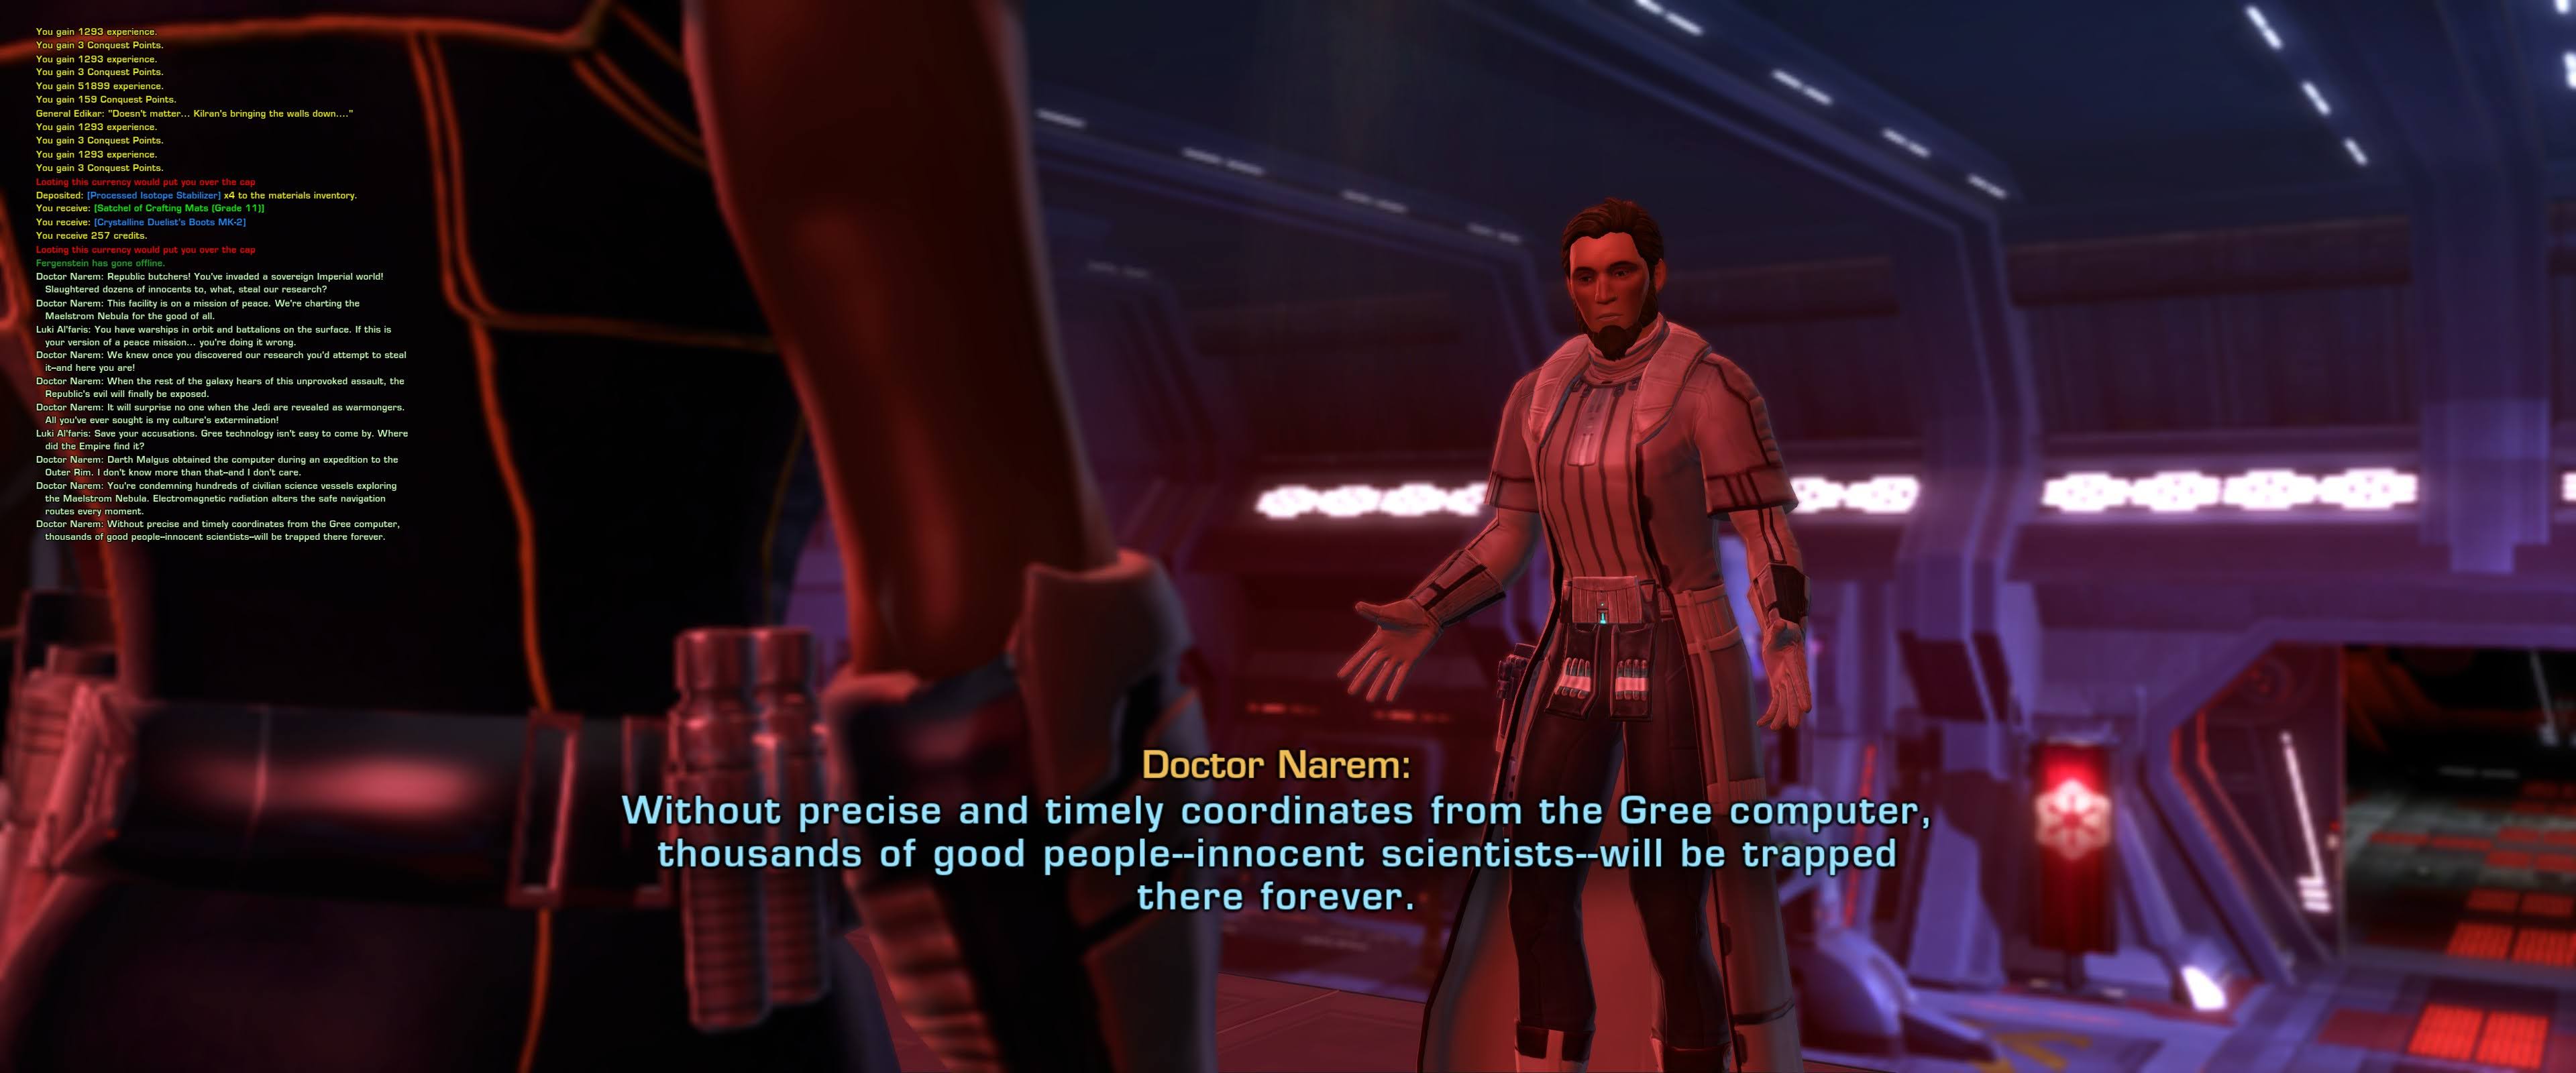 You gain 1293 experience.
You gain 3 Conquest Points.
You gain 1293 experience.
You gain 3 Conquest Points.
You gain 51899 experience.
You gain 159 Conquest Points.
General Edikar: "Doesn't matter... Kilran's bringing the walls down...."
You gain 1293 experience.
You gain 3 Conquest Points.
You gain 1293 experience.
You gain 3 Conquest Points.
Looting this currency would put you over the cap
Deposited: [Processed Isotope Stabilizer] x4 to the materials inventory.
You receive: [Satchel of Crafting Mats (Grade 11)]
You receive: [Crystalline Duelist's Boots MK-2]
You receive 257 credits.
Looting this currency would put you over the cap
Fergenstein has gone offline.
Doctor Narem: Republic butchers! You've invaded a sovereign Imperial world!
Slaughtered dozens of innocents to, what, steal our research?
Doctor Narem: This facility is on a mission of peace. We're charting the
Maelstrom Nebula for the good of all.
Luki Al'faris: You have warships in orbit and battalions on the surface. If this is
your version of a peace mission... you're doing it wrong.
Doctor Narem: We knew once you discovered our research you'd attempt to steal
it--and here you are!
Doctor Narem: When the rest of the galaxy hears of this unprovoked assault, the
Republic's evil will finally be exposed.
Doctor Narem: It will surprise no one when the Jedi are revealed as warmongers.
All you've ever sought is my culture's extermination!
Luki Al'faris: Save your accusations. Gree technology isn't easy to come by. Where
did the Empire find it?
Doctor Narem: Darth Malgus obtained the computer during an expedition to the
Outer Rim. I don't know more than that--and I don't care.
Doctor Narem: You're condemning hundreds of civilian science vessels exploring
the Maelstrom Nebula. Electromagnetic radiation alters the safe navigation
routes every moment.
Doctor Narem: Without precise and timely coordinates from the Gree computer,
thousands of good people--innocent scientists--will be trapped there forever.
Doctor Narem:
Without precise and timely coordinates from the Gree computer,
thousands of good people--innocent scientists--will be trapped
there forever.